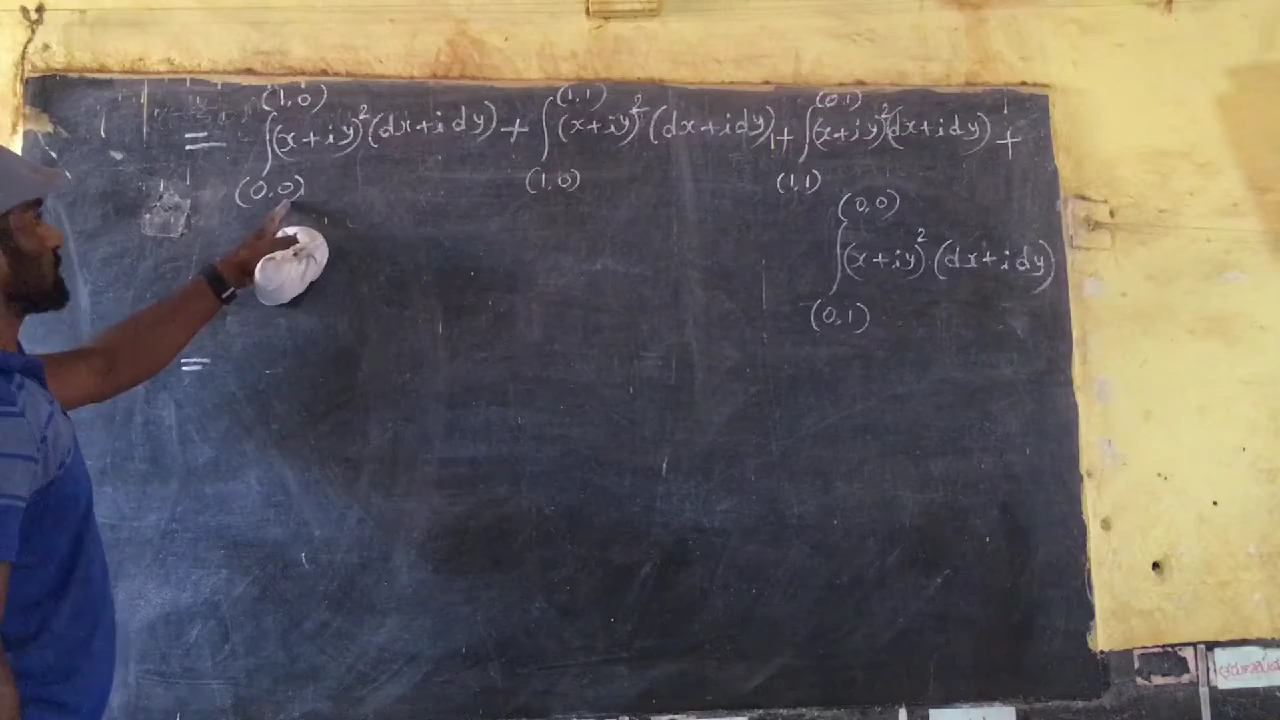 = ∫_{(0,0)}^{(1,0)} (x+iy)²(dx+idy) + ∫_{(1,0)}^{(1,1)} (x+iy)² (dx+idy) + ∫_{(1,1)}^{(0,1)} (x+iy)²(dx+idy) +
∫_{(0,1)}^{(0,0)} (x+iy)² (dx+idy)
=